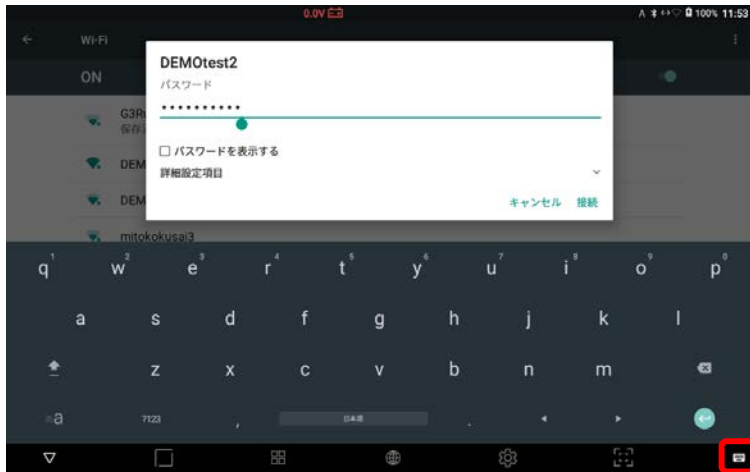 0.0V
100% 11:53
Wi-Fi
ON
DEMOtest2
パスワード
••••••••••
パスワードを表示する
詳細設定項目
キャンセル 接続
G3R
保存
DEM
DEM
mitokokusai3
q 1 w 2 e 3 r 4 t 5 y 6 u 7 i 8 o 9 p 0
a s d f g h j k l
z x c v b n m
a 7123 , 日本語 .